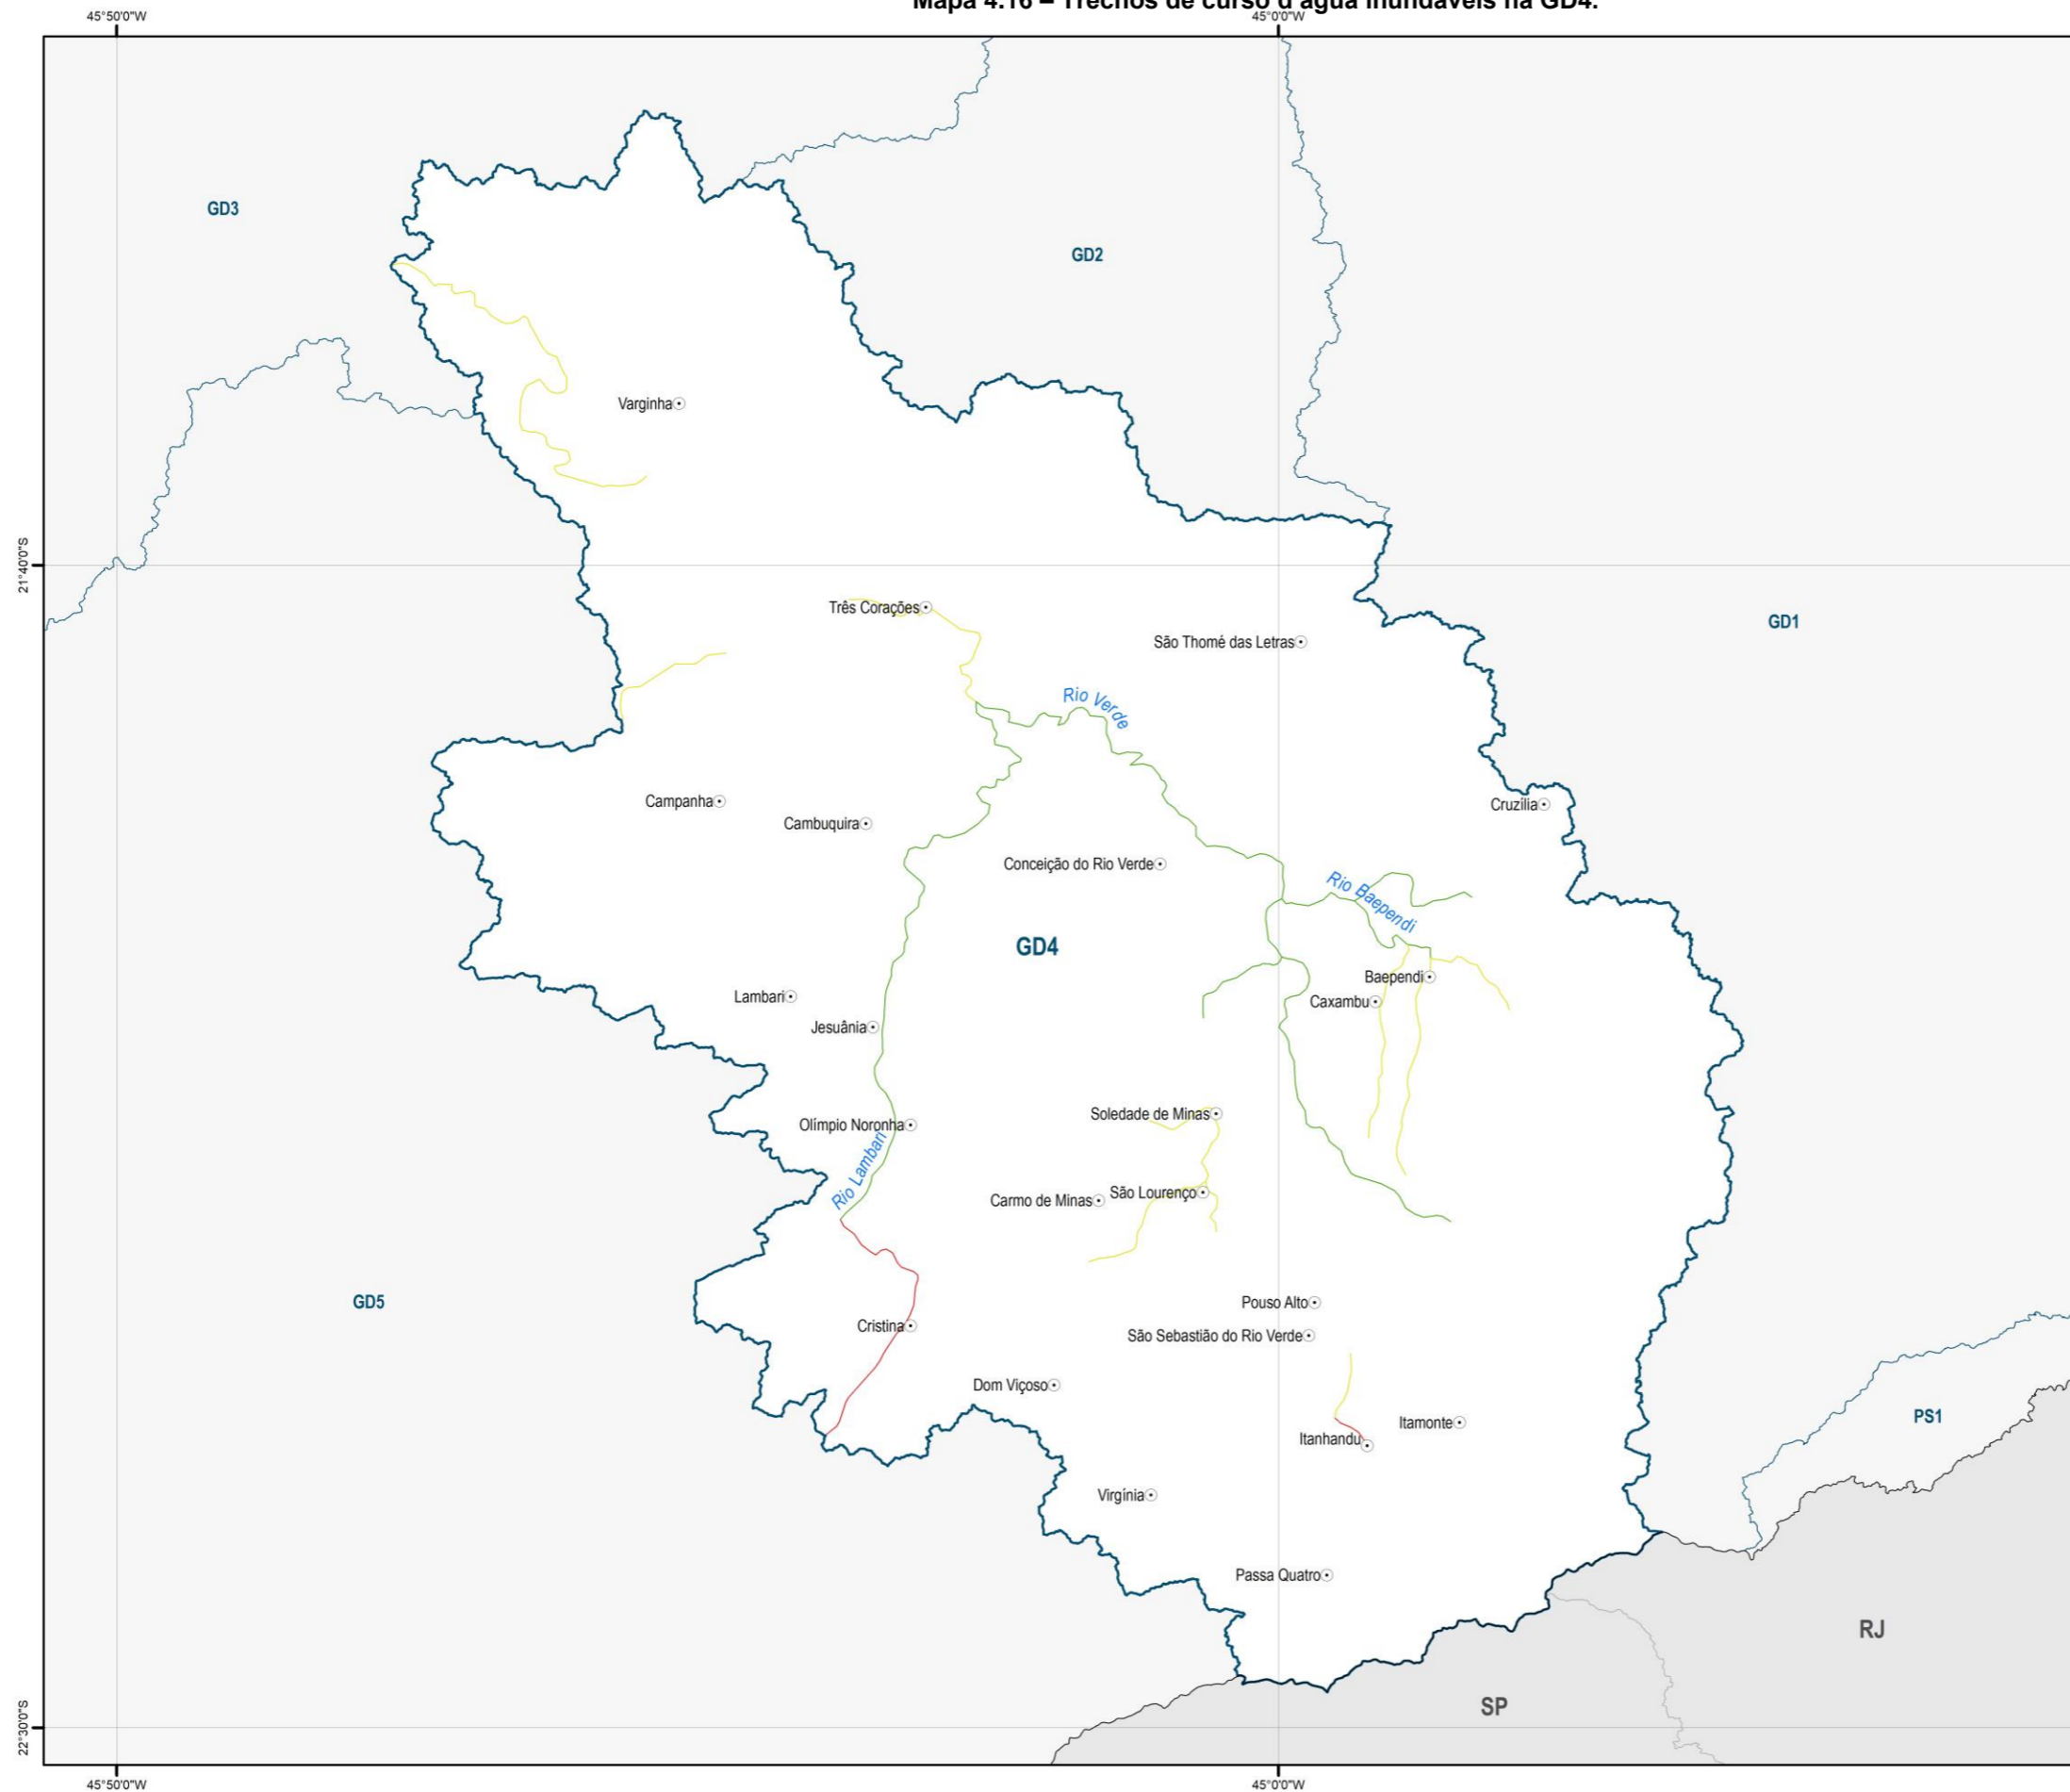 Mapa 4.16 – Trechos de curso d'água inundáveis na GD4.
45°50'0"W
45°0'0"W
GD3
GD2
Varginha
21°40'0"S
Três Corações
GD1
São Thomé das Letras
Rio Verde
Campanha
Cruzília
Cambuquira
Conceição do Rio Verde
Rio Baependi
GD4
Baependi
Lambari
Caxambu
Jesuânia
Soledade de Minas
Olímpio Noronha
Rio Lambari
São Lourenço
Carmo de Minas
GD5
Pouso Alto
Cristina
São Sebastião do Rio Verde
Dom Viçoso
PS1
Itamonte
Itanhandu
Virgínia
Passa Quatro
RJ
SP
22°30'0"S
45°50'0"W
45°0'0"W